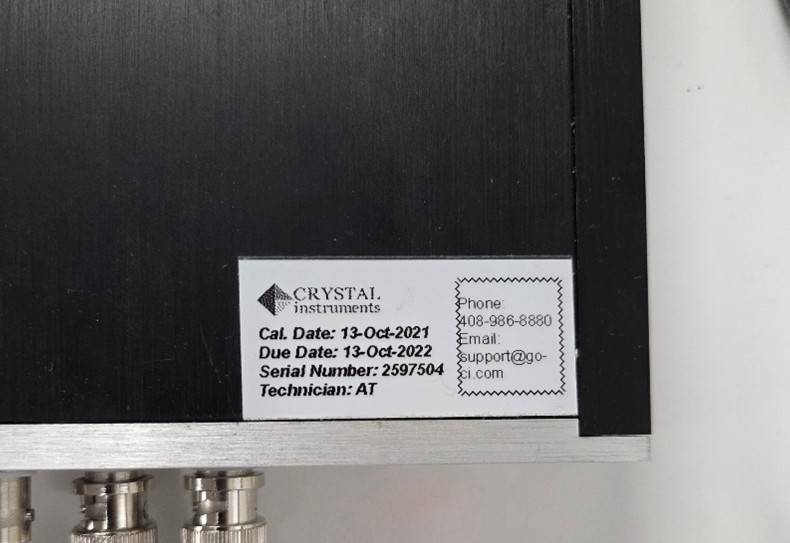 CRYSTAL
instruments
Cal. Date: 13-Oct-2021
Due Date: 13-Oct-2022
Serial Number: 2597504
Technician: AT
Phone:
408-986-8880
Email:
support@go-
ci.com